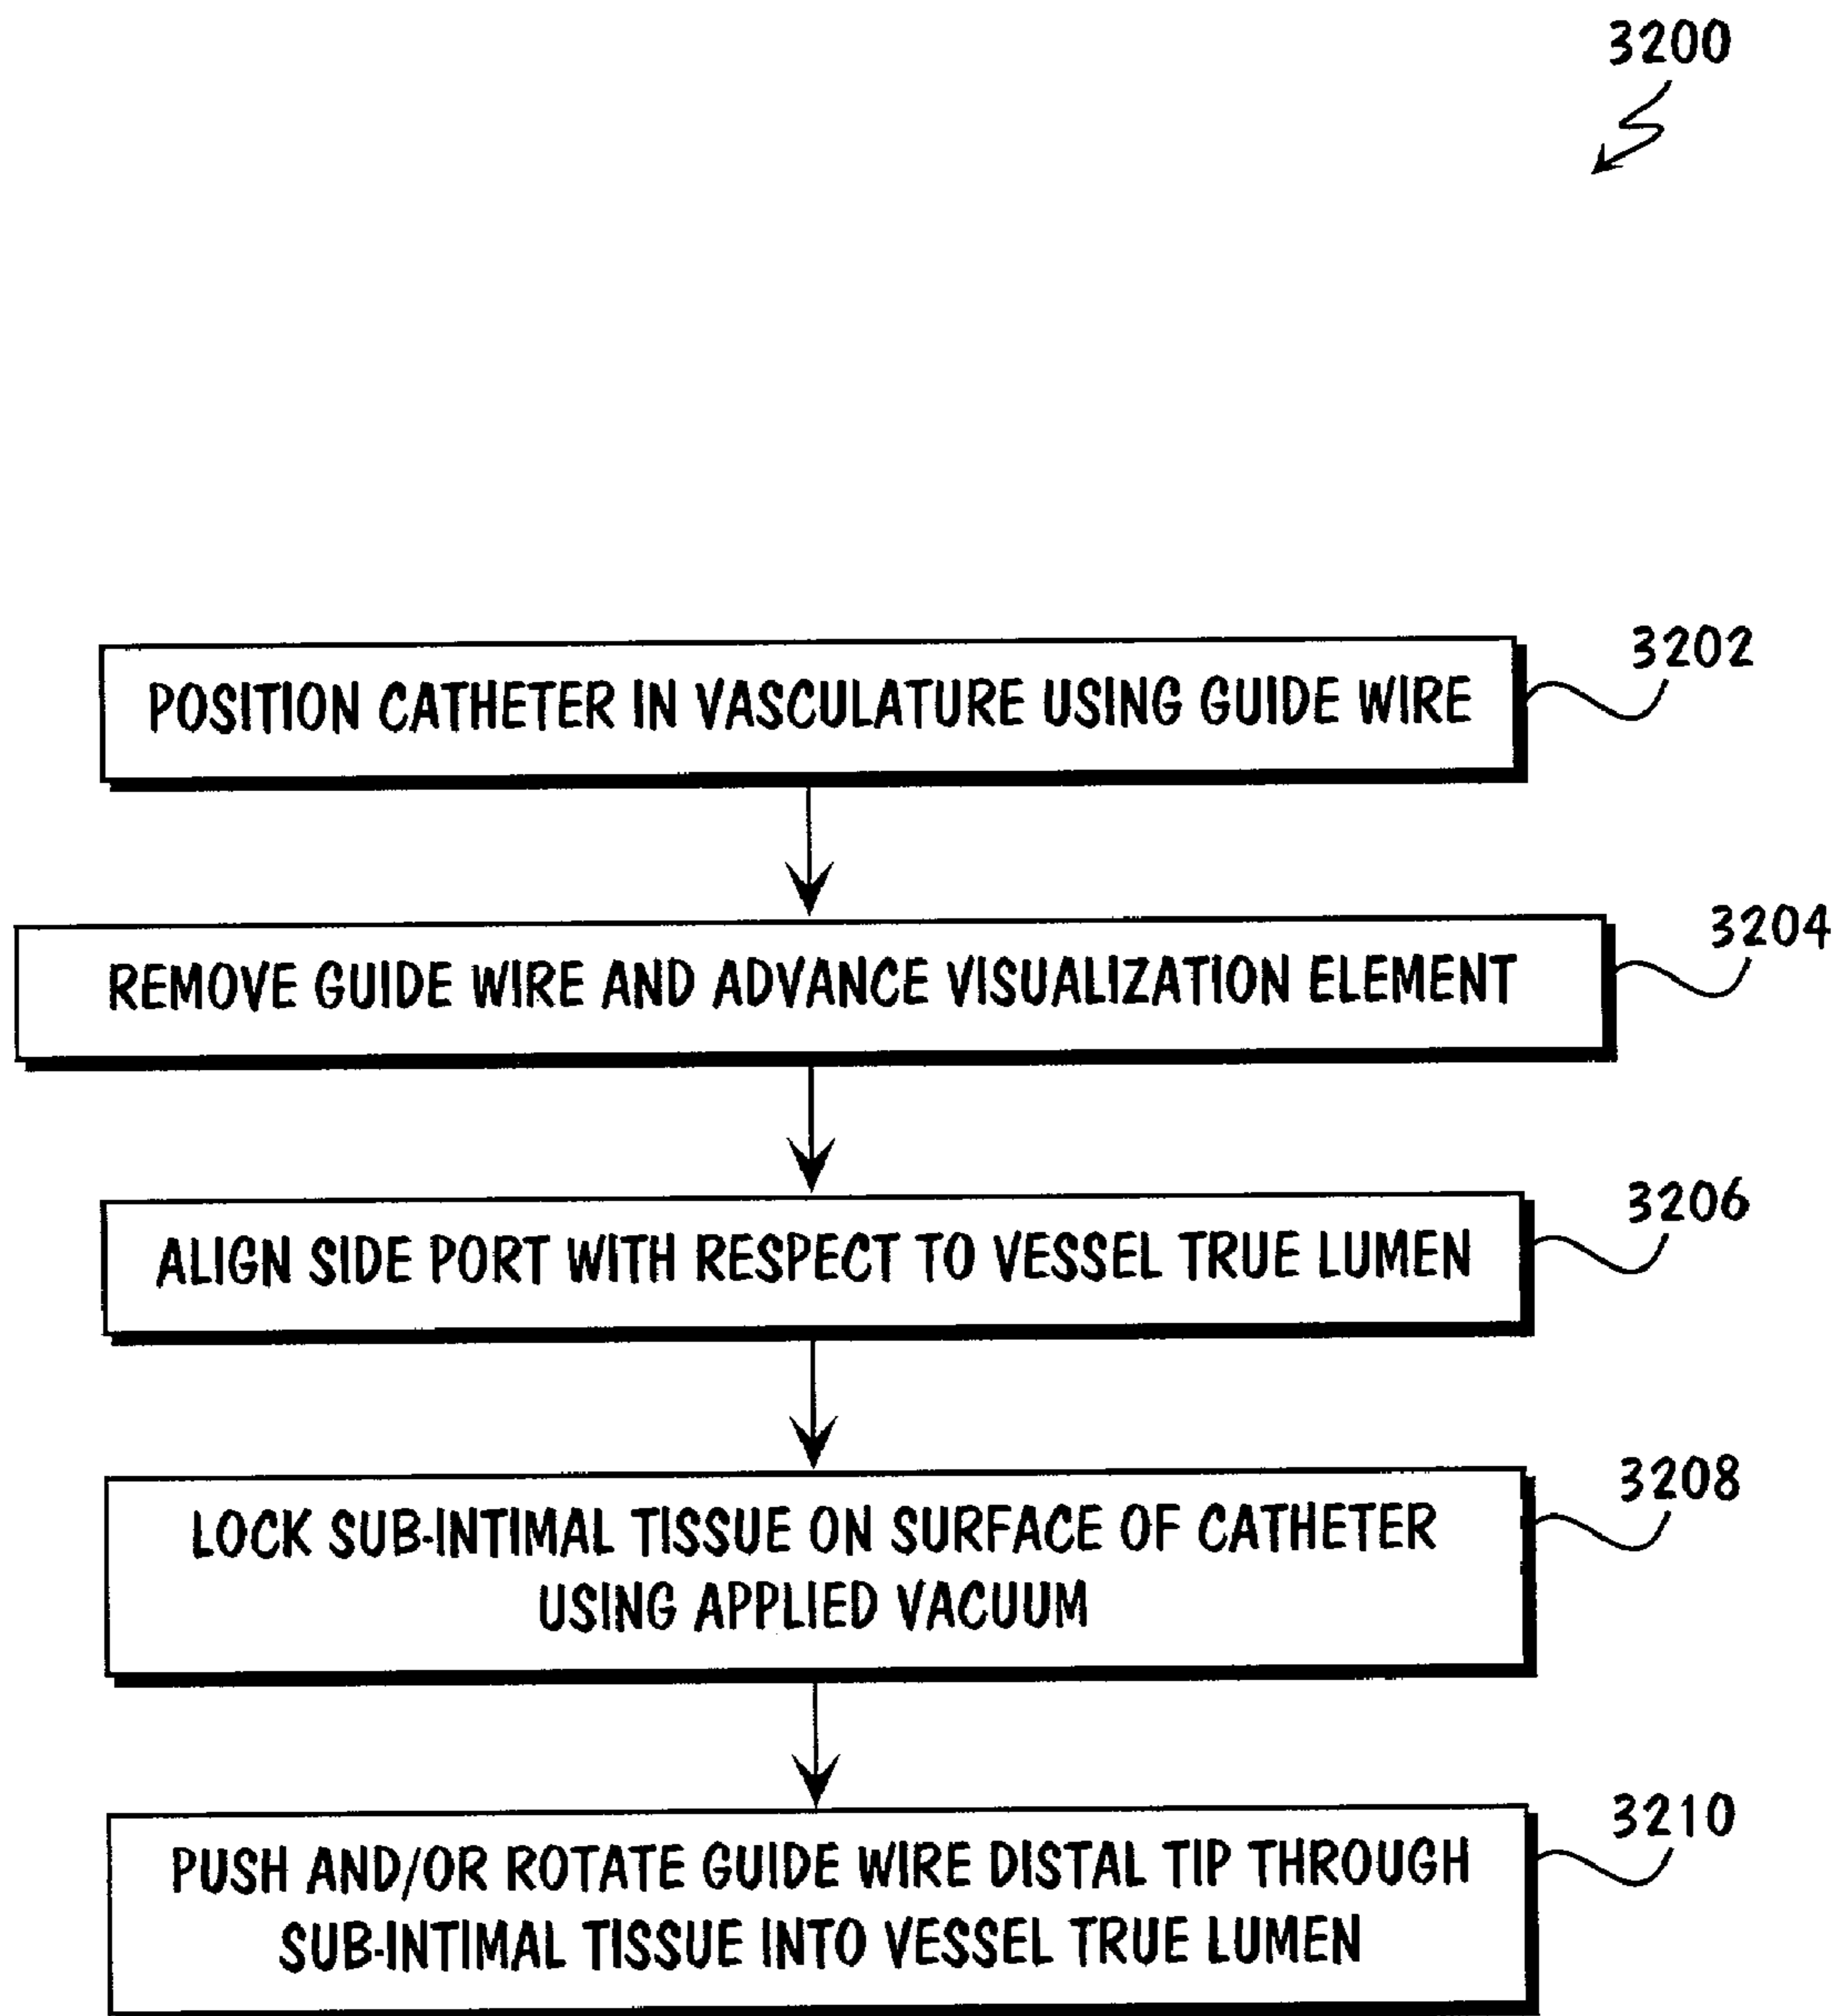 3200
3202
POSITION CATHETER IN VASCULATURE USING GUIDE WIRE
3204
REMOVE GUIDE WIRE AND ADVANCE VISUALIZATION ELEMENT
3206
ALIGN SIDE PORT WITH RESPECT TO VESSEL TRUE LUMEN
3208
LOCK SUB-INTIMAL TISSUE ON SURFACE OF CATHETER
USING APPLIED VACUUM
3210
PUSH AND/OR ROTATE GUIDE WIRE DISTAL TIP THROUGH
SUB-INTIMAL TISSUE INTO VESSEL TRUE LUMEN